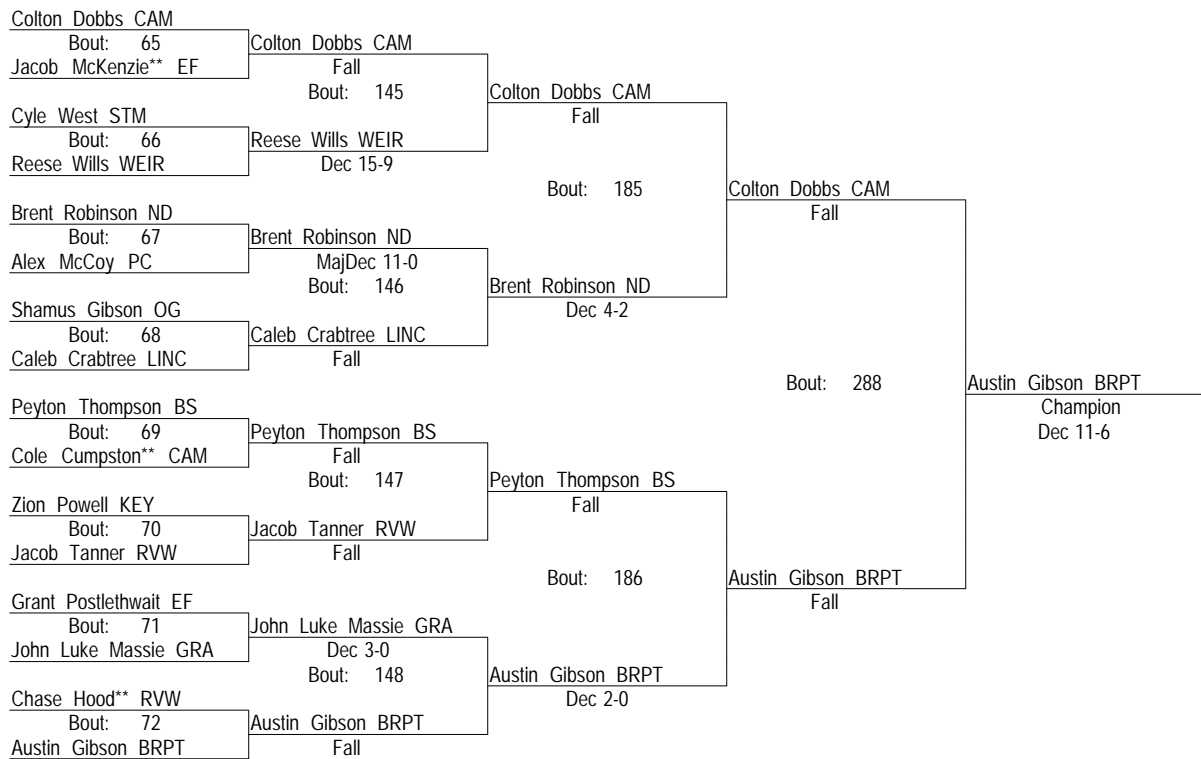 Colton Dobbs CAM
Bout: 65
Jacob McKenzie** EF
Cyle West STM
Bout: 66
Reese Wills WEIR
Brent Robinson ND
Bout: 67
Alex McCoy PC
Shamus Gibson OG
Bout: 68
Caleb Crabtree LINC
Peyton Thompson BS
Bout: 69
Cole Cumpston** CAM
Zion Powell KEY
Bout: 70
Jacob Tanner RVW
Grant Postlethwait EF
Bout: 71
John Luke Massie GRA
Chase Hood** RVW
Bout: 72
Austin Gibson BRPT
Colton Dobbs CAM
Fall
Bout: 145
Reese Wills WEIR
Dec 15-9
Brent Robinson ND
MajDec 11-0
Bout: 146
Caleb Crabtree LINC
Fall
Peyton Thompson BS
Fall
Bout: 147
Jacob Tanner RVW
Fall
John Luke Massie GRA
Dec 3-0
Bout: 148
Austin Gibson BRPT
Fall
Colton Dobbs CAM
Fall
Bout: 185
Brent Robinson ND
Dec 4-2
Peyton Thompson BS
Fall
Bout: 186
Austin Gibson BRPT
Dec 2-0
Colton Dobbs CAM
Fall
Bout: 288
Austin Gibson BRPT
Fall
Austin Gibson BRPT
Champion
Dec 11-6